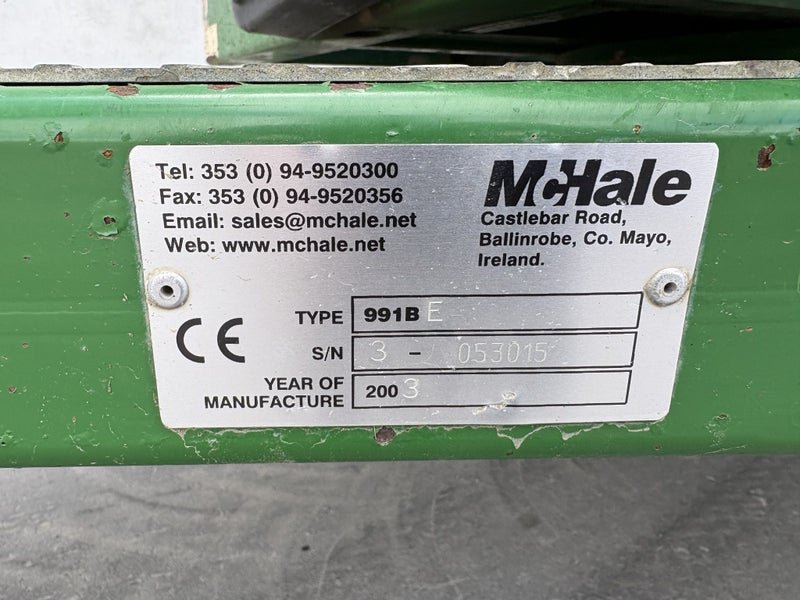 Tel: 353 (0) 94-9520300
Fax: 353 (0) 94-9520356
Email: sales@mchale.net
Web: www.mchale.net
McHale
Castlebar Road,
Ballinrobe, Co. Mayo,
Ireland.
CE
TYPE 991B E
S/N 3 - 053015
YEAR OF
MANUFACTURE 2003